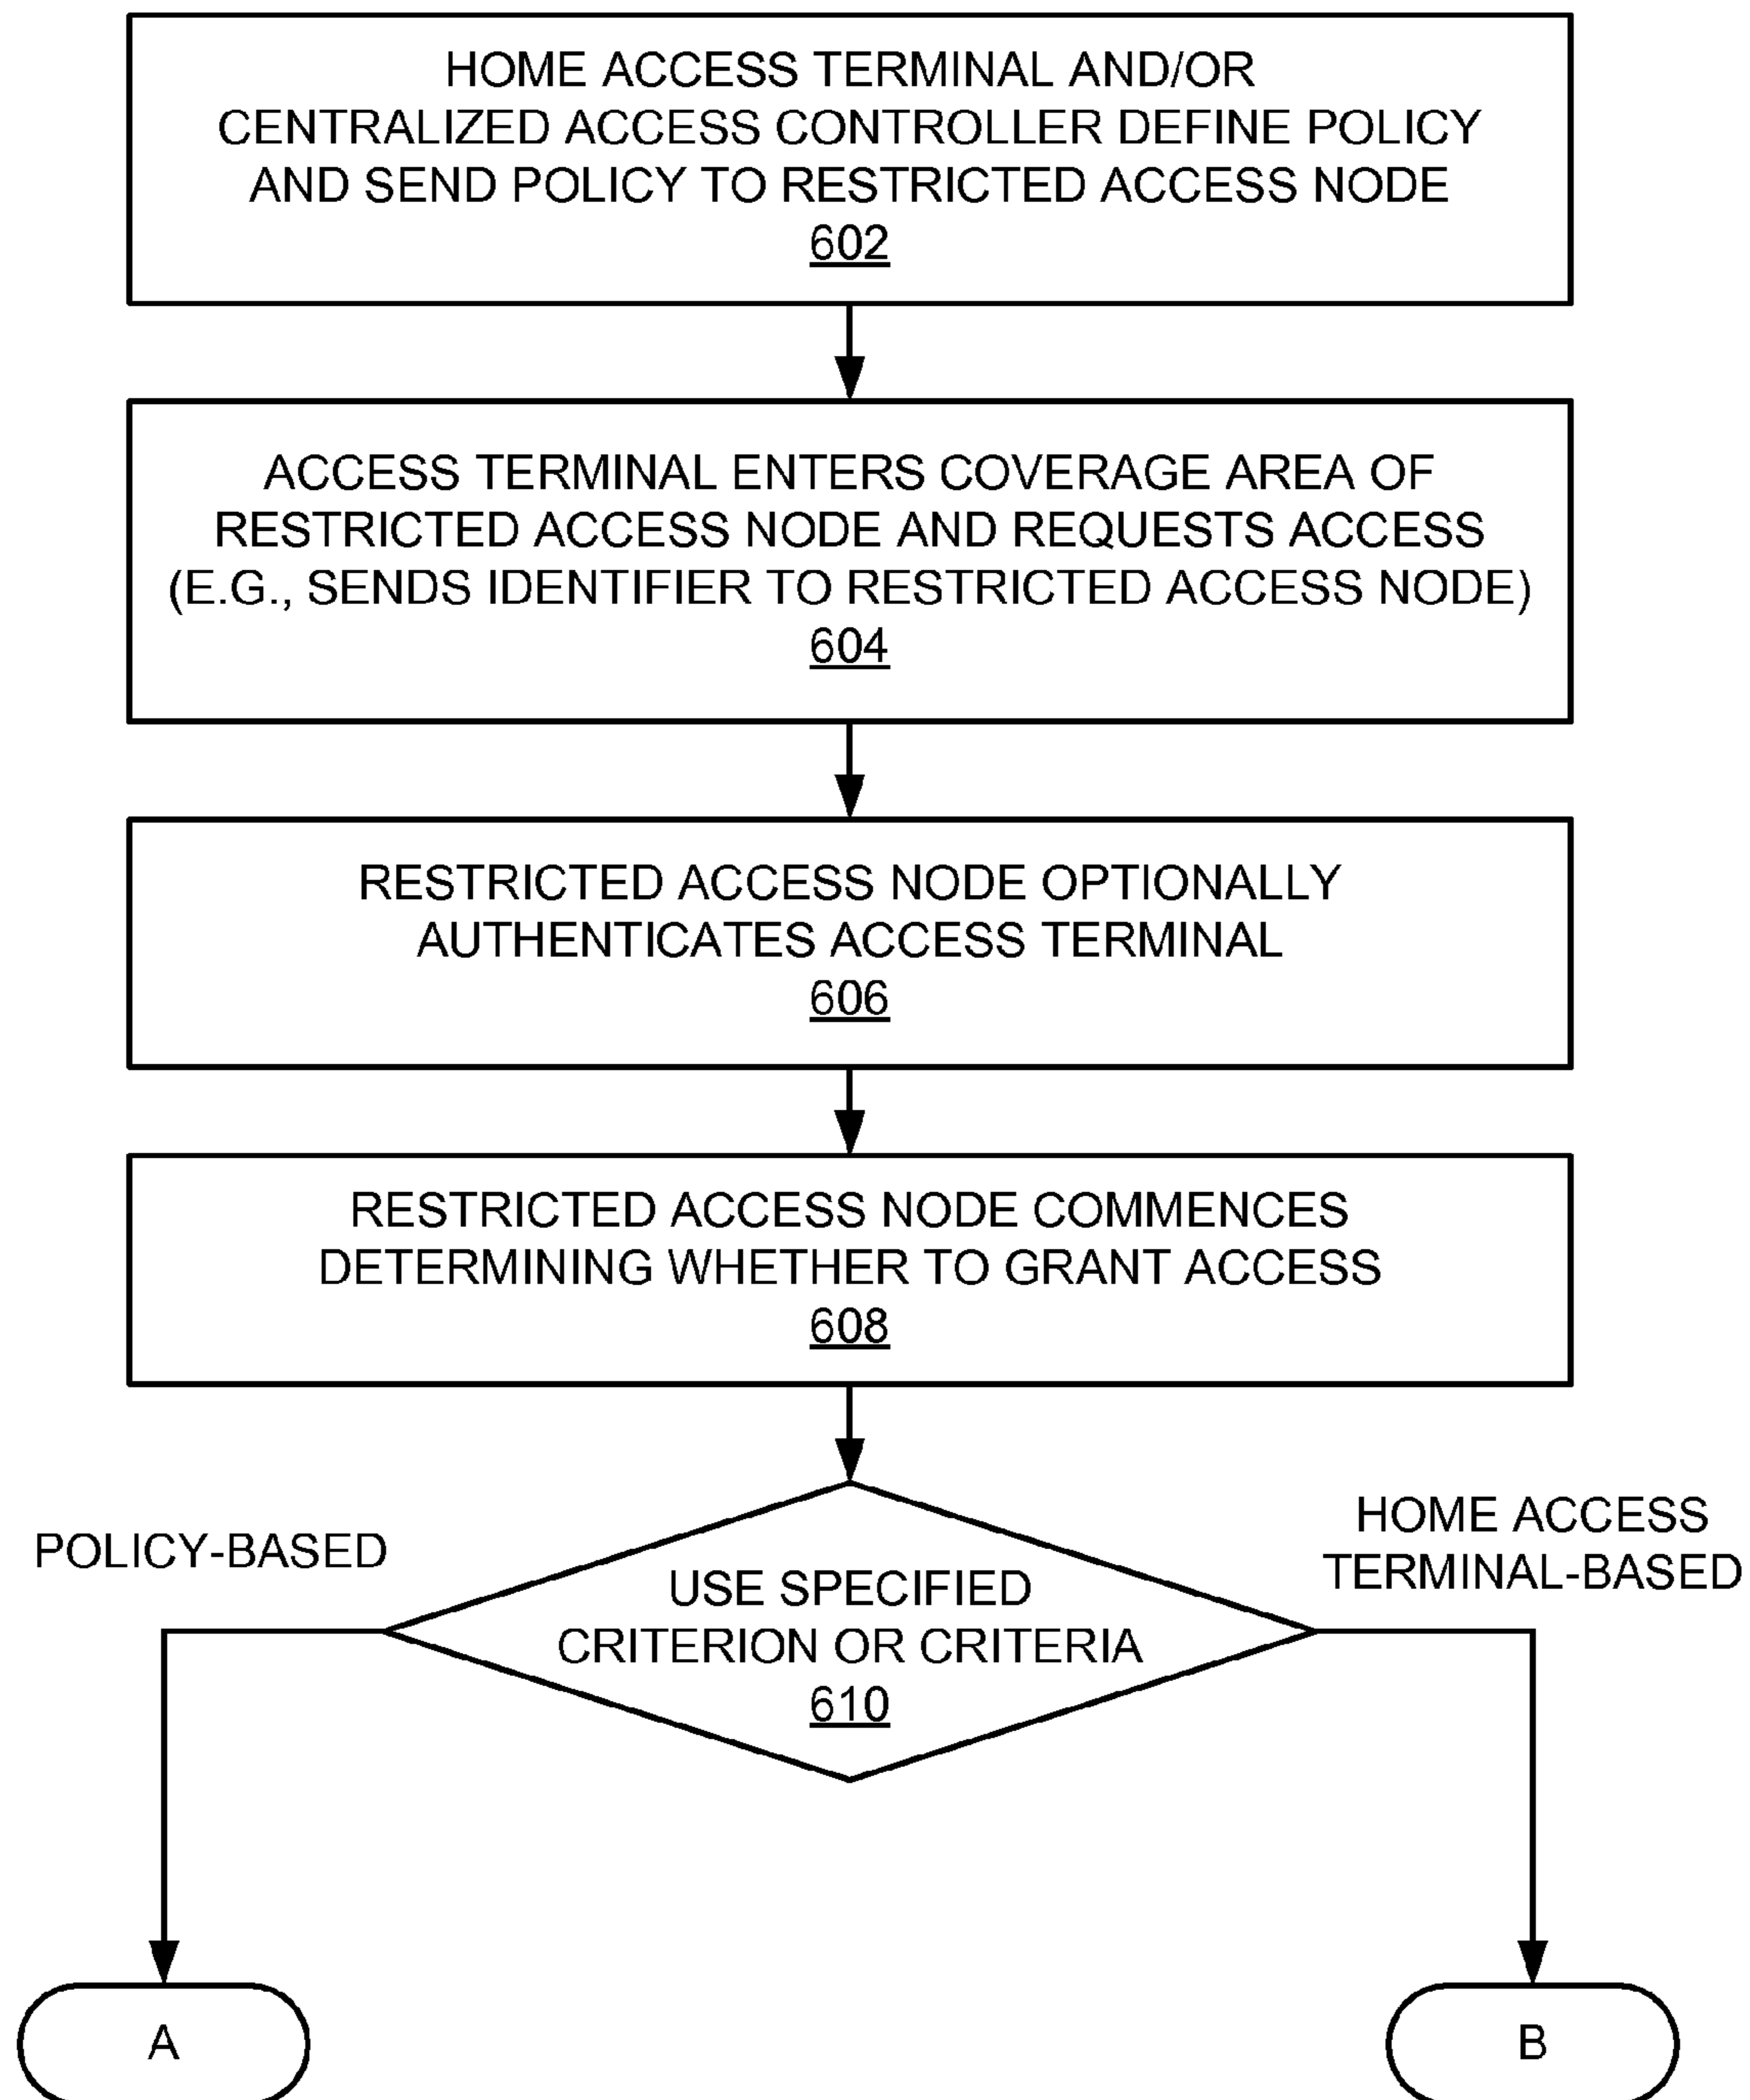 HOME ACCESS TERMINAL AND/OR
CENTRALIZED ACCESS CONTROLLER DEFINE POLICY
AND SEND POLICY TO RESTRICTED ACCESS NODE
602
ACCESS TERMINAL ENTERS COVERAGE AREA OF
RESTRICTED ACCESS NODE AND REQUESTS ACCESS
(E.G., SENDS IDENTIFIER TO RESTRICTED ACCESS NODE)
604
RESTRICTED ACCESS NODE OPTIONALLY
AUTHENTICATES ACCESS TERMINAL
606
RESTRICTED ACCESS NODE COMMENCES
DETERMINING WHETHER TO GRANT ACCESS
608
POLICY-BASED
USE SPECIFIED
CRITERION OR CRITERIA
610
HOME ACCESS
TERMINAL-BASED
A
B